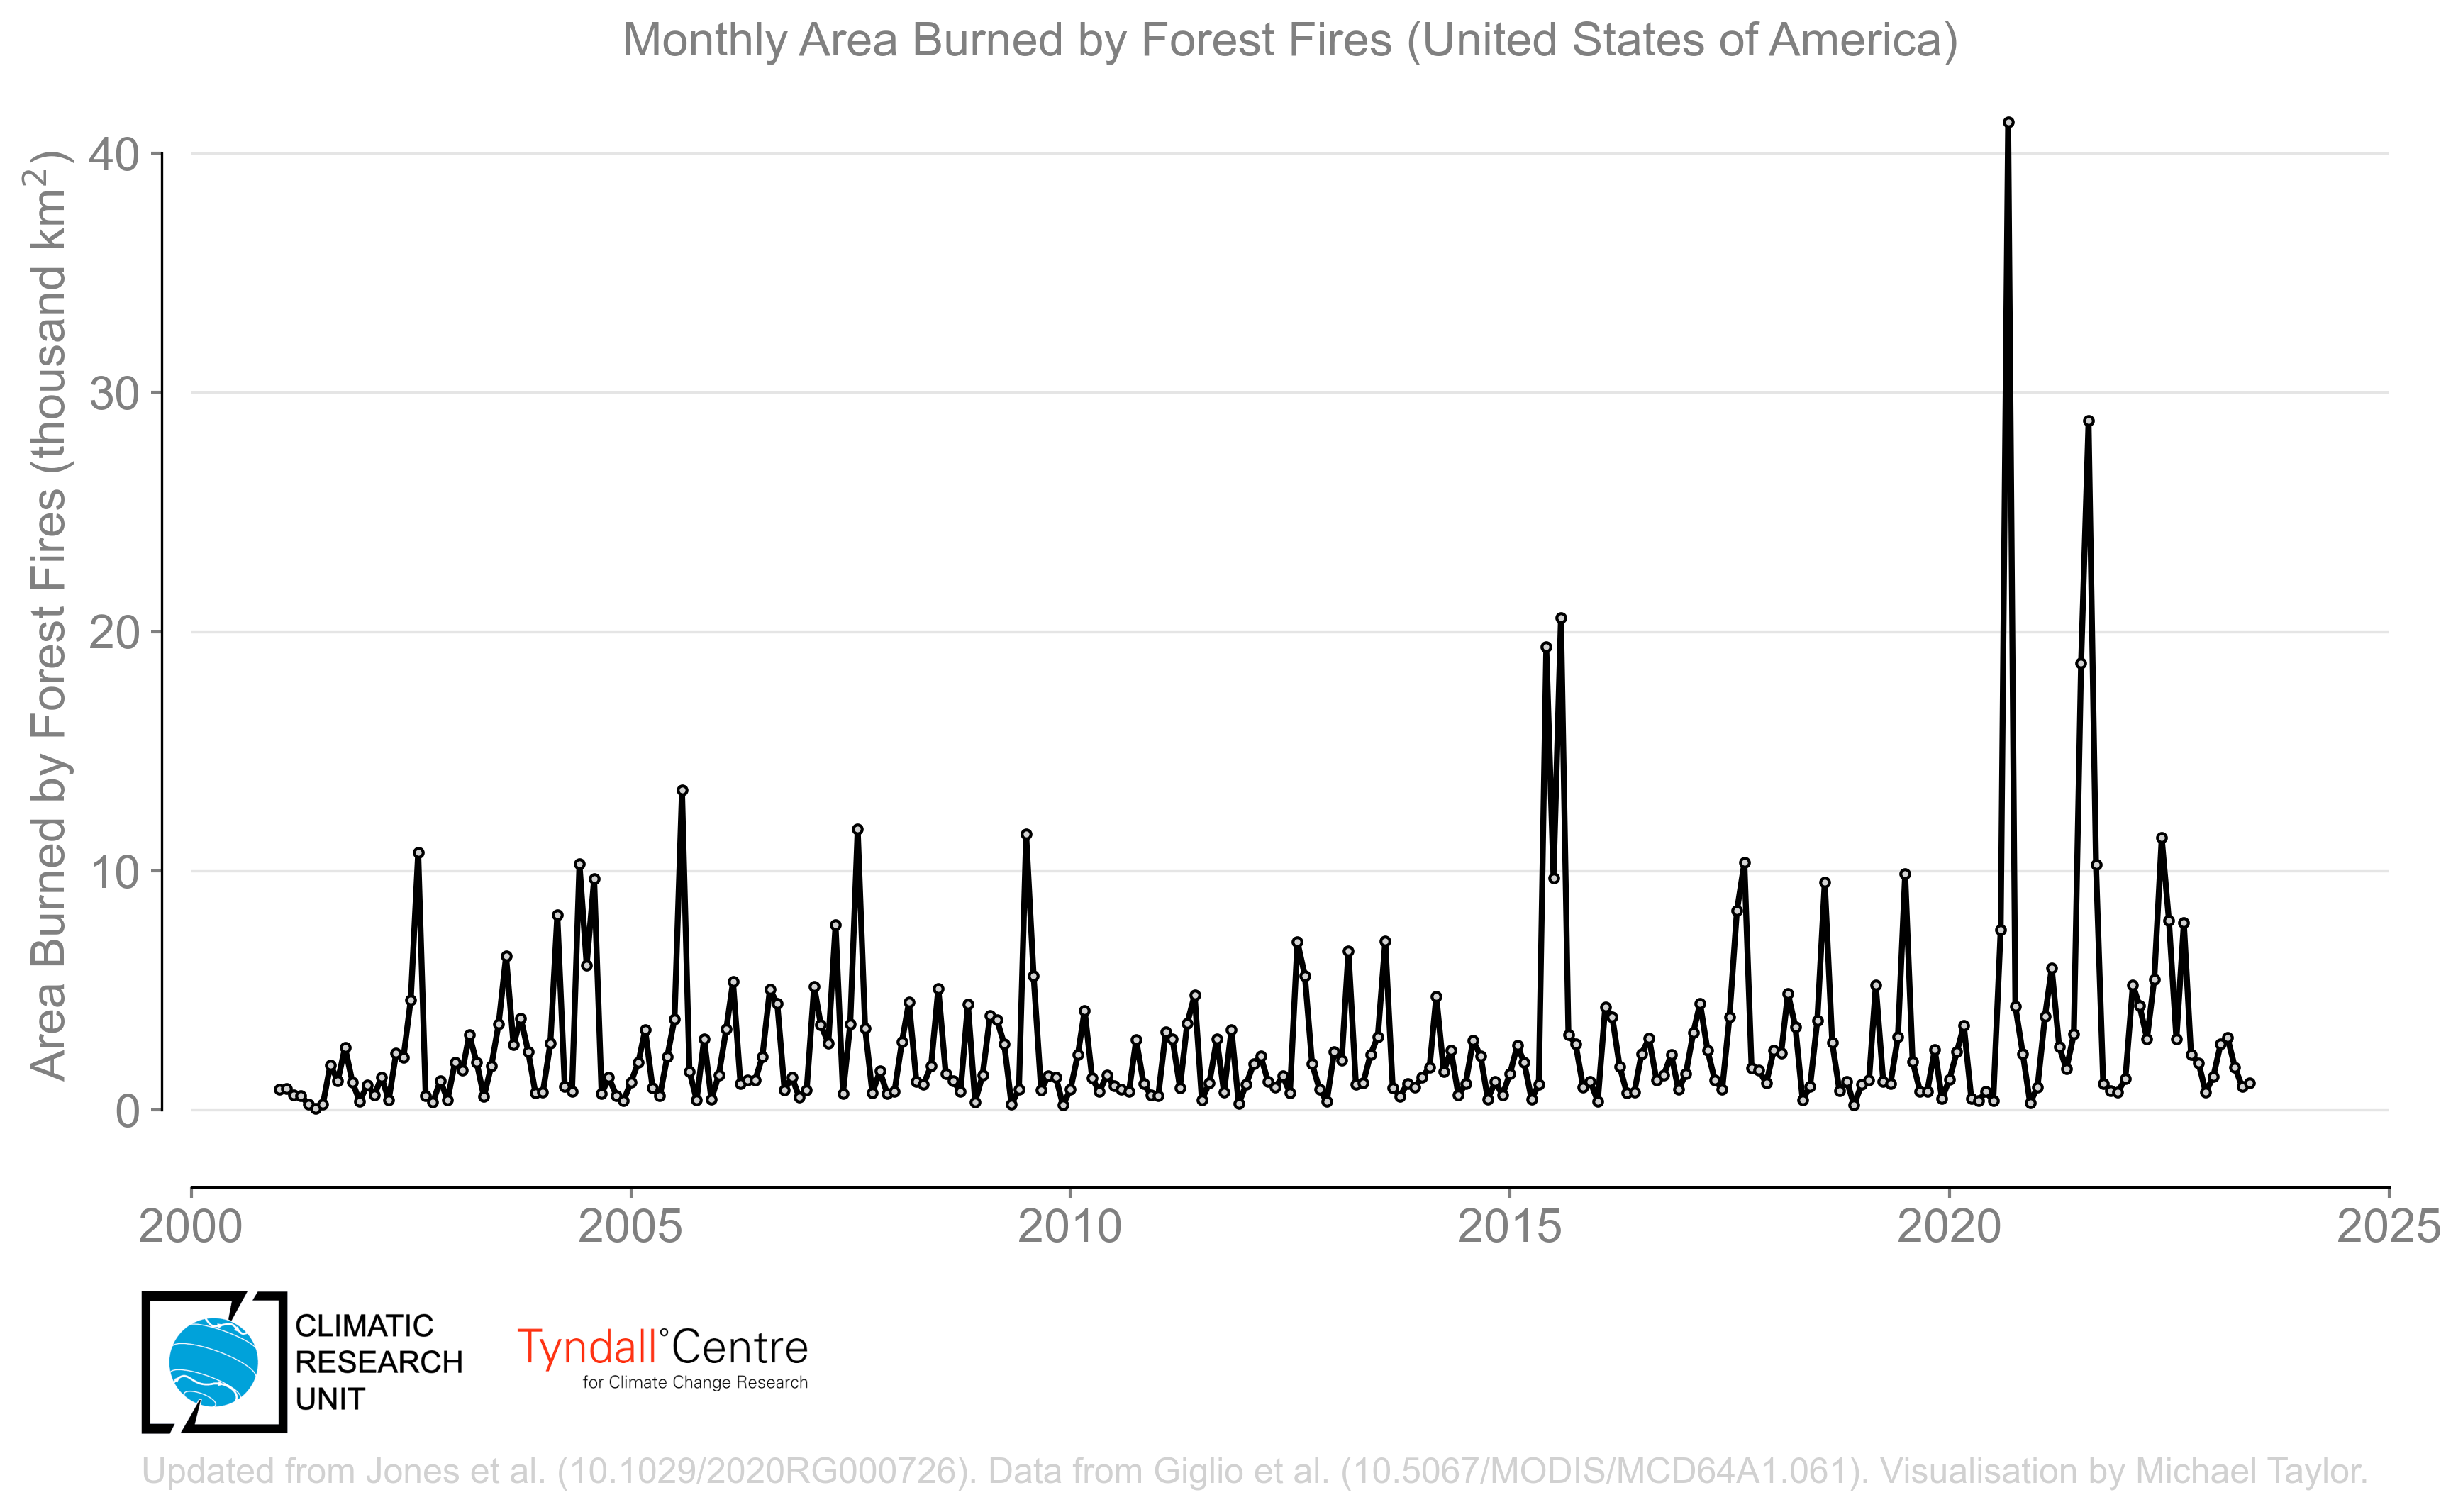 Monthly Area Burned by Forest Fires (United States of America)
Area Burned by Forest Fires (thousand km²)
40
30
20
10
0
2000 2005 2010 2015 2020 2025
CLIMATIC
RESEARCH
UNIT
Tyndall°Centre
for Climate Change Research
Updated from Jones et al. (10.1029/2020RG000726). Data from Giglio et al. (10.5067/MODIS/MCD64A1.061). Visualisation by Michael Taylor.